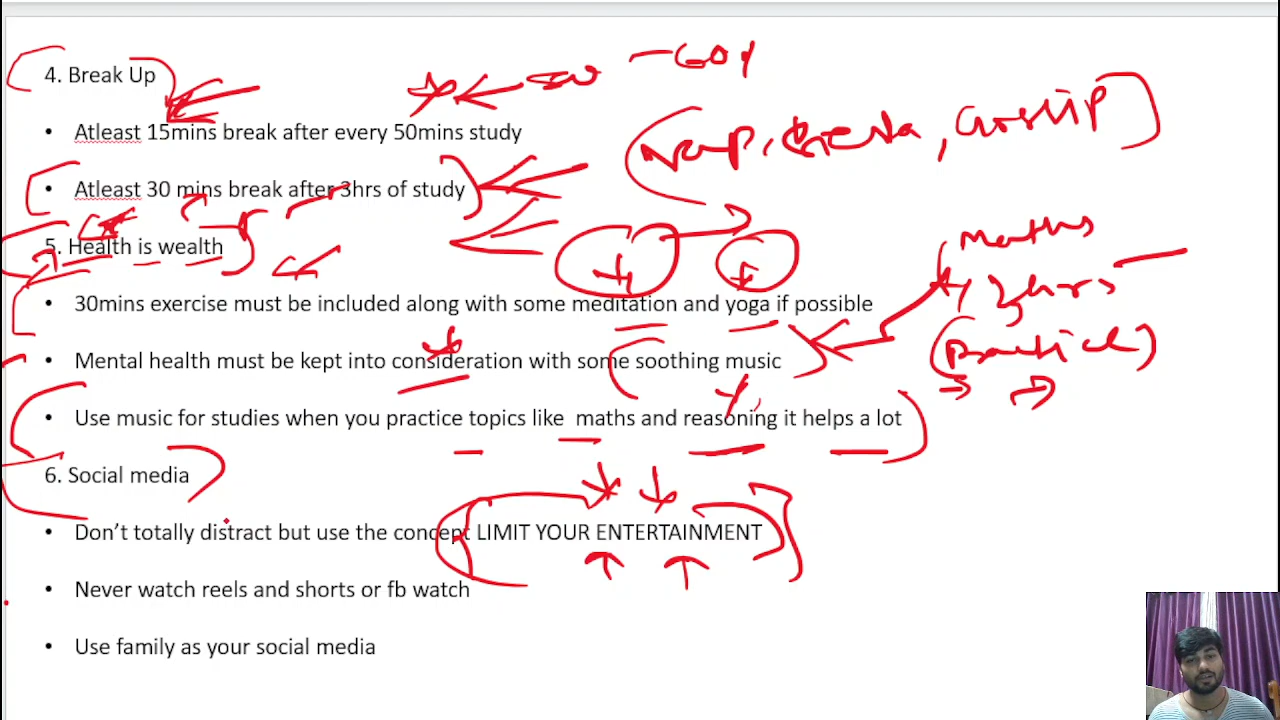 4. Break Up
• Atleast 15mins break after every 50mins study
• Atleast 30 mins break after 3hrs of study
5. Health is wealth
• 30mins exercise must be included along with some meditation and yoga if possible
• Mental health must be kept into consideration with some soothing music
• Use music for studies when you practice topics like maths and reasoning it helps a lot
6. Social media
• Don't totally distract but use the concept LIMIT YOUR ENTERTAINMENT
• Never watch reels and shorts or fb watch
• Use family as your social media
Maths